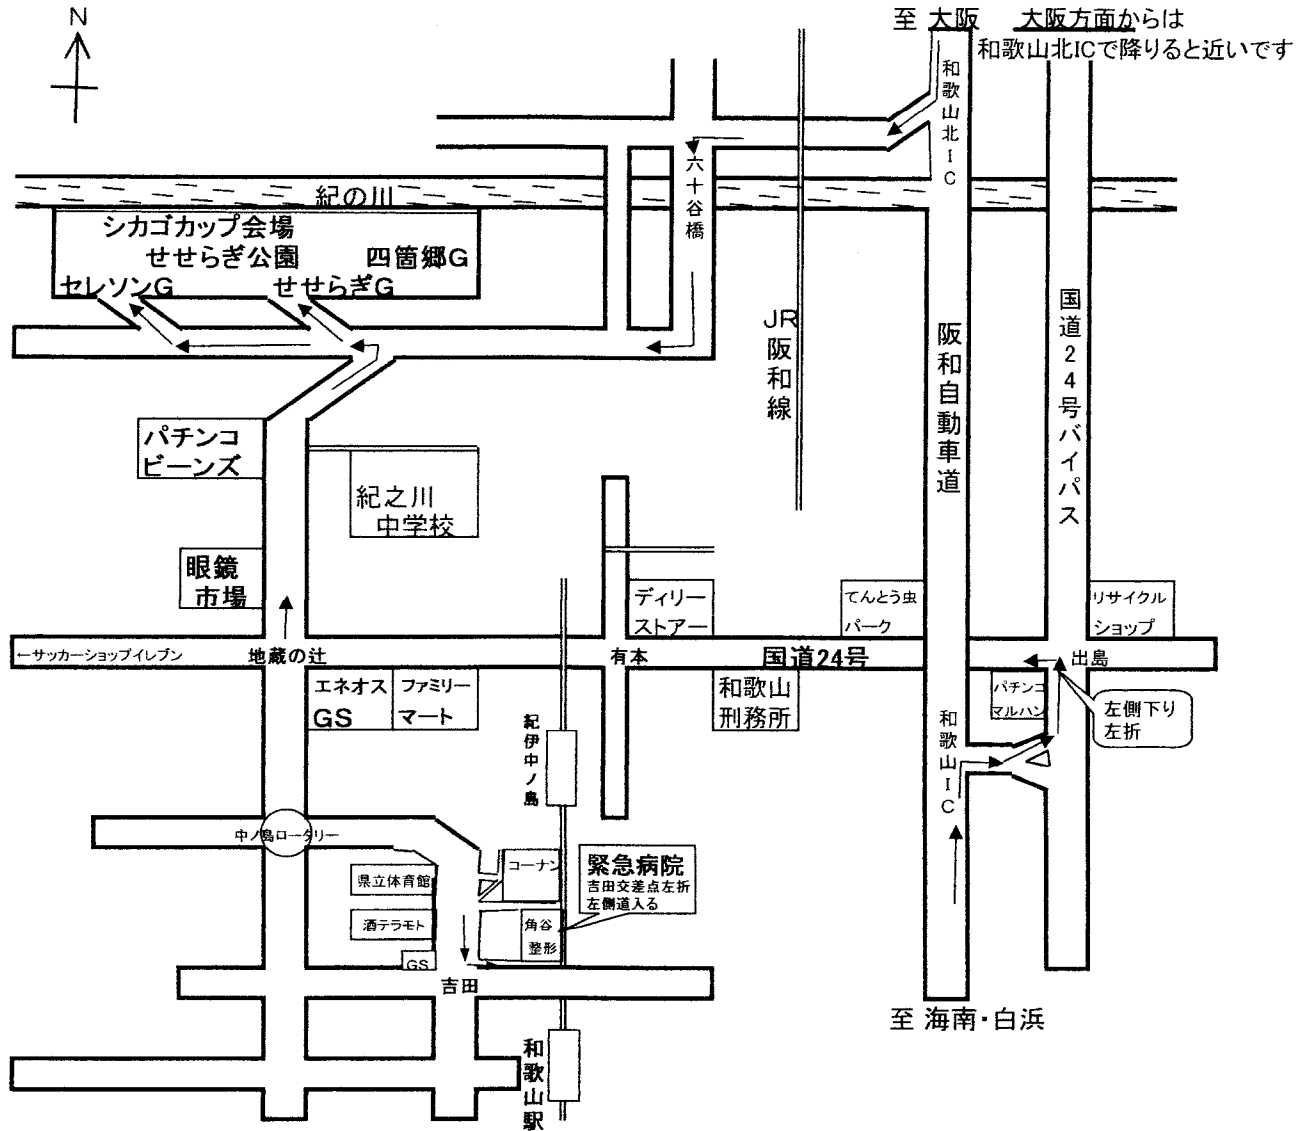 N
至 大阪
大阪方面からは
和歌山北ICで降りると近いです
和歌山北IC
紀の川
六十谷橋
シカゴカップ会場
せせらぎ公園
四箇郷G
セレソンG
せせらぎG
JR阪和線
阪和自動車道
国道24号バイパス
パチンコ
ビーンズ
紀之川
中学校
眼鏡
市場
ディリー
ストアー
てんとう虫
パーク
リサイクル
ショップ
←サッカーショップイレブン
地蔵の辻
有本
国道24号
出島
エネオス
GS
ファミリー
マート
和歌山
刑務所
パチンコ
マルハン
左側下り
左折
紀伊中ノ島
和歌山IC
中ノ島ロータリー
コーナン
緊急病院
吉田交差点左折
左側道入る
県立体育館
酒テラモト
角谷
整形
GS
吉田
至 海南・白浜
和歌山駅